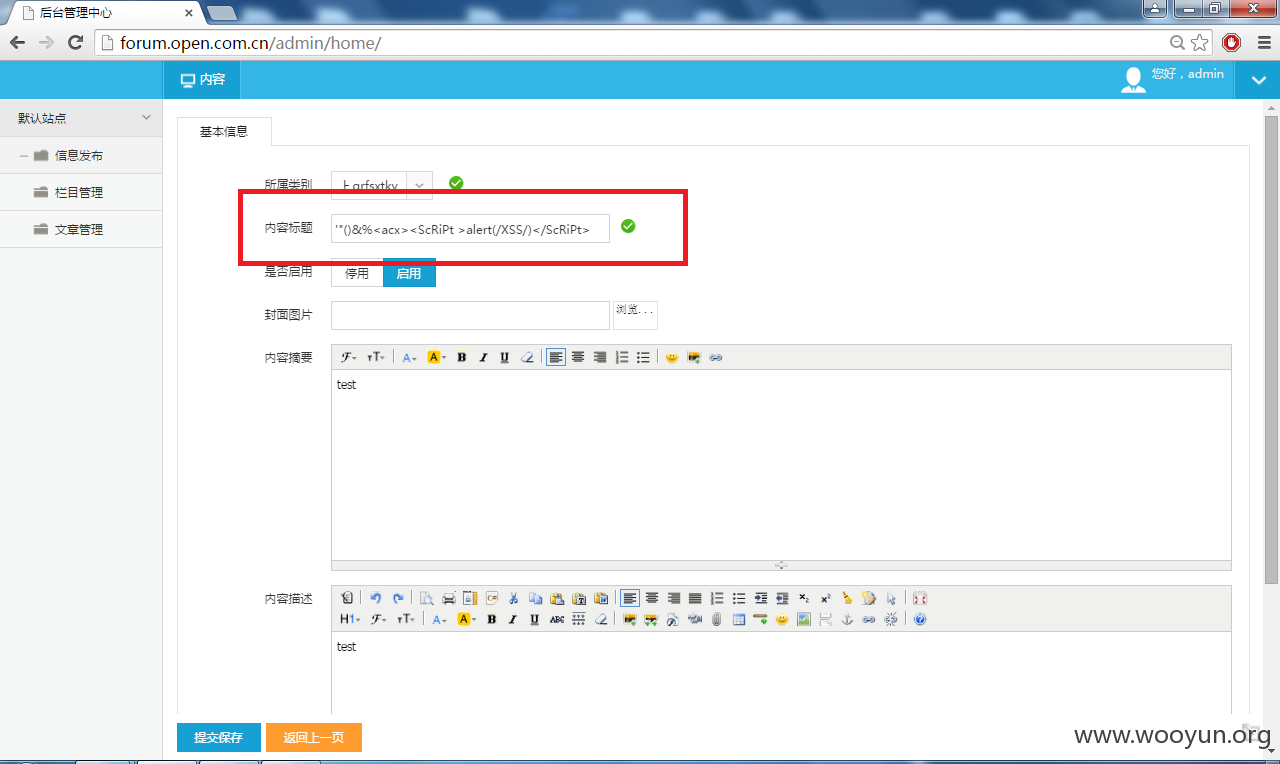 后台管理中心
forum.open.com.cn/admin/home/
内容
您好，admin
默认站点
信息发布
栏目管理
文章管理
基本信息
所属类别
内容标题 '"()&%<acx><ScRiPt >alert(/XSS/)</ScRiPt>
是否启用 停用 启用
封面图片 浏览...
内容摘要
test
内容描述
test
提交保存 返回上一页
www.wooyun.org